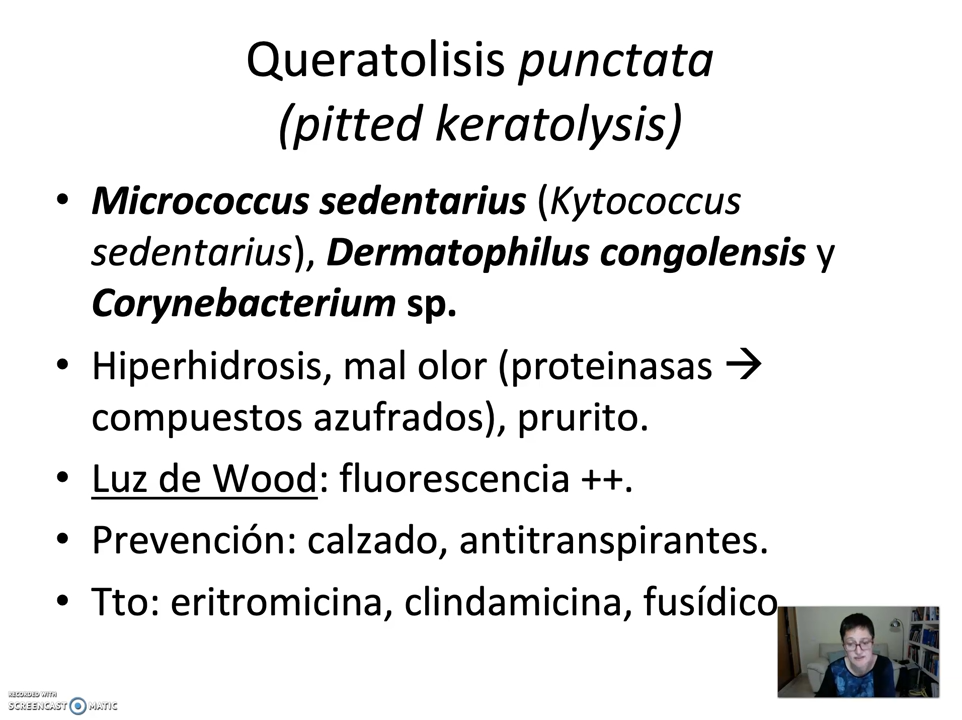 Queratolisis punctata
(pitted keratolysis)
• Micrococcus sedentarius (Kytococcus
sedentarius), Dermatophilus congolensis y
Corynebacterium sp.
• Hiperhidrosis, mal olor (proteinasas →
compuestos azufrados), prurito.
• Luz de Wood: fluorescencia ++.
• Prevención: calzado, antitranspirantes.
• Tto: eritromicina, clindamicina, fusídico
RECORDED WITH
SCREENCAST MATIC